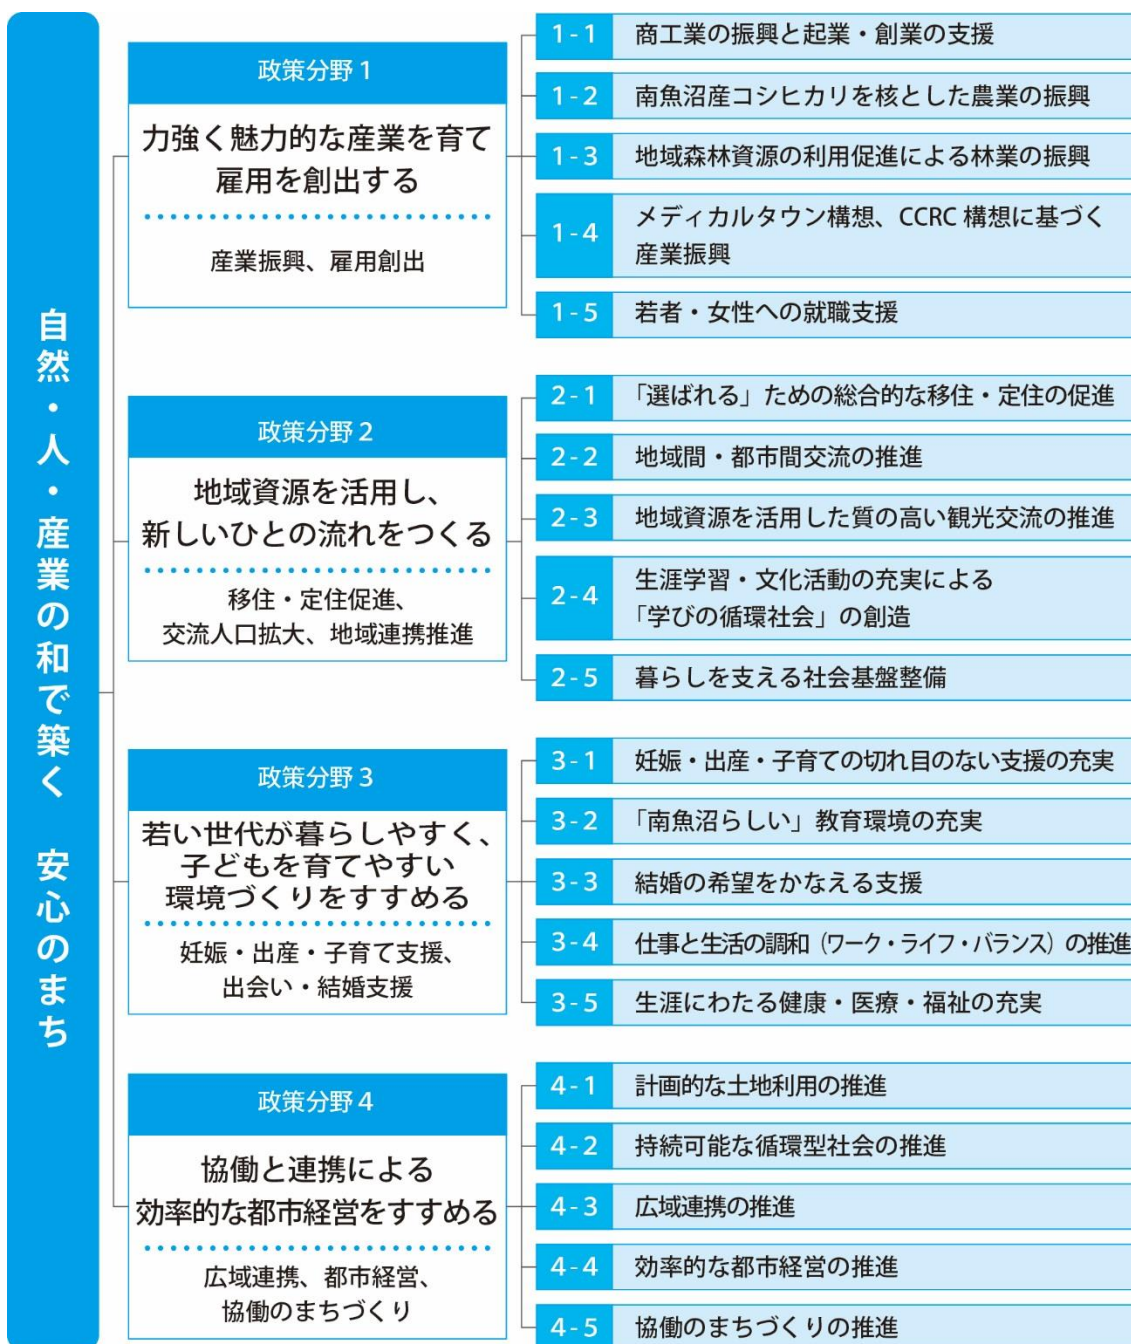 自然・人・産業の和で築く　安心のまち
政策分野 1
力強く魅力的な産業を育て
雇用を創出する
産業振興、雇用創出
1-1 商工業の振興と起業・創業の支援
1-2 南魚沼産コシヒカリを核とした農業の振興
1-3 地域森林資源の利用促進による林業の振興
1-4 メディカルタウン構想、CCRC 構想に基づく
産業振興
1-5 若者・女性への就職支援
政策分野 2
地域資源を活用し、
新しいひとの流れをつくる
移住・定住促進、
交流人口拡大、地域連携推進
2-1 「選ばれる」ための総合的な移住・定住の促進
2-2 地域間・都市間交流の推進
2-3 地域資源を活用した質の高い観光交流の推進
2-4 生涯学習・文化活動の充実による
「学びの循環社会」の創造
2-5 暮らしを支える社会基盤整備
政策分野 3
若い世代が暮らしやすく、
子どもを育てやすい
環境づくりをすすめる
妊娠・出産・子育て支援、
出会い・結婚支援
3-1 妊娠・出産・子育ての切れ目のない支援の充実
3-2 「南魚沼らしい」教育環境の充実
3-3 結婚の希望をかなえる支援
3-4 仕事と生活の調和（ワーク・ライフ・バランス）の推進
3-5 生涯にわたる健康・医療・福祉の充実
政策分野 4
協働と連携による
効率的な都市経営をすすめる
広域連携、都市経営、
協働のまちづくり
4-1 計画的な土地利用の推進
4-2 持続可能な循環型社会の推進
4-3 広域連携の推進
4-4 効率的な都市経営の推進
4-5 協働のまちづくりの推進